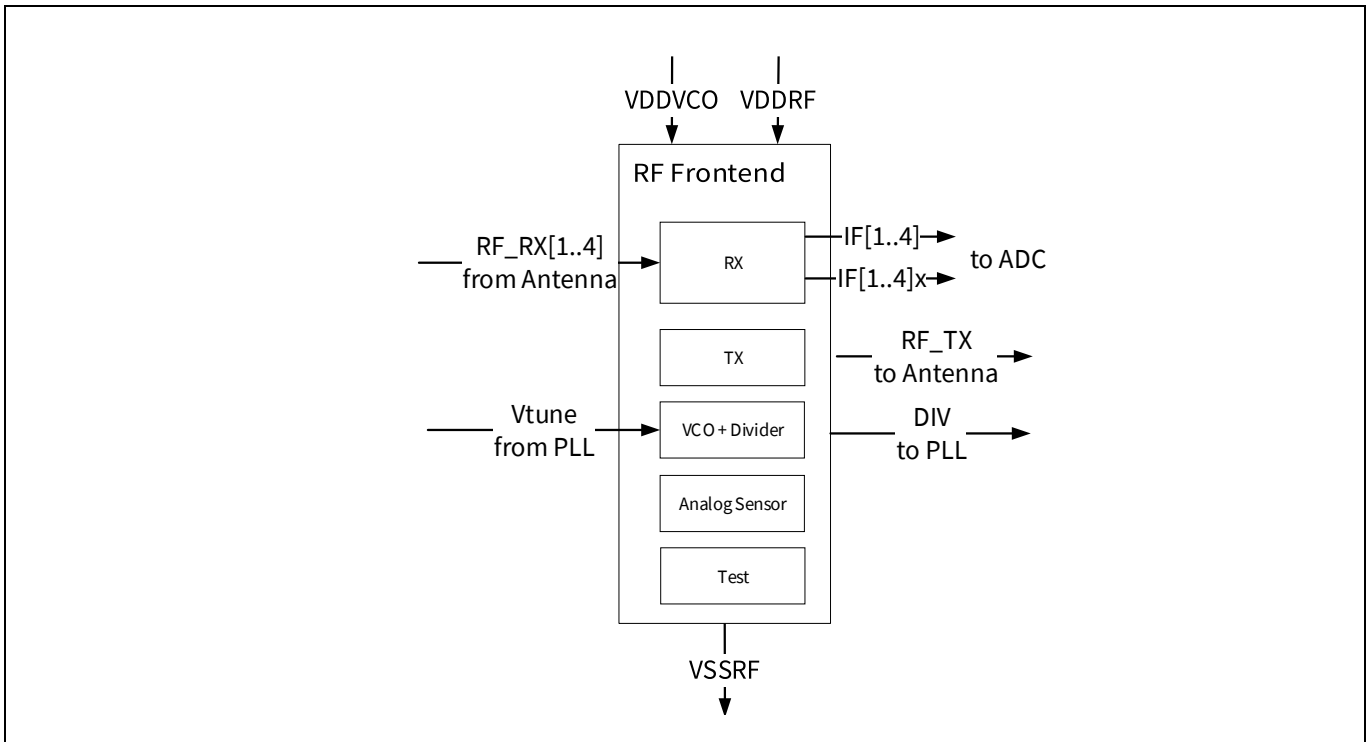 VDDVCO
VDDRF
RF Frontend
RF_RX[1..4]
from Antenna
RX
IF[1..4]
IF[1..4]x
to ADC
TX
RF_TX
to Antenna
Vtune
from PLL
VCO + Divider
DIV
to PLL
Analog Sensor
Test
VSSRF